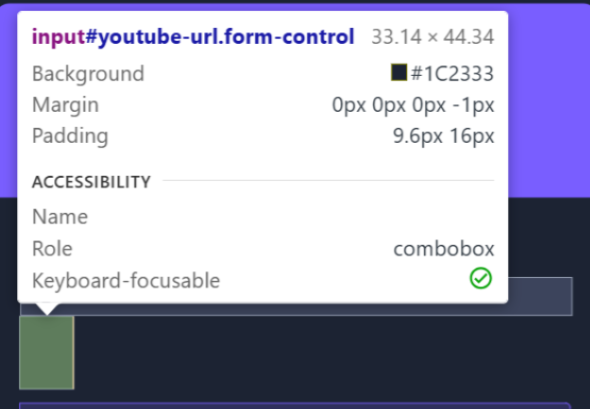 input#youtube-url.form-control 33.14 × 44.34
Background #1C2333
Margin 0px 0px 0px -1px
Padding 9.6px 16px
ACCESSIBILITY
Name
Role combobox
Keyboard-focusable